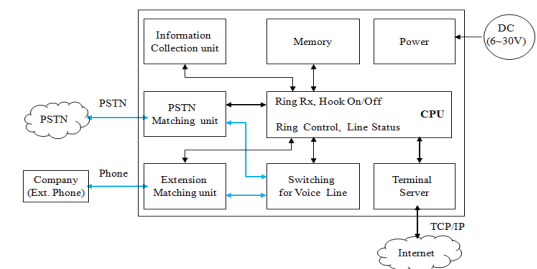 Information
Collection unit
Memory
Power
DC
(6~30V)
PSTN
PSTN
PSTN
Matching unit
Ring Rx, Hook On/Off
CPU
Ring Control, Line Status
Company
(Ext. Phone)
Phone
Extension
Matching unit
Switching
for Voice Line
Terminal
Server
TCP/IP
Internet